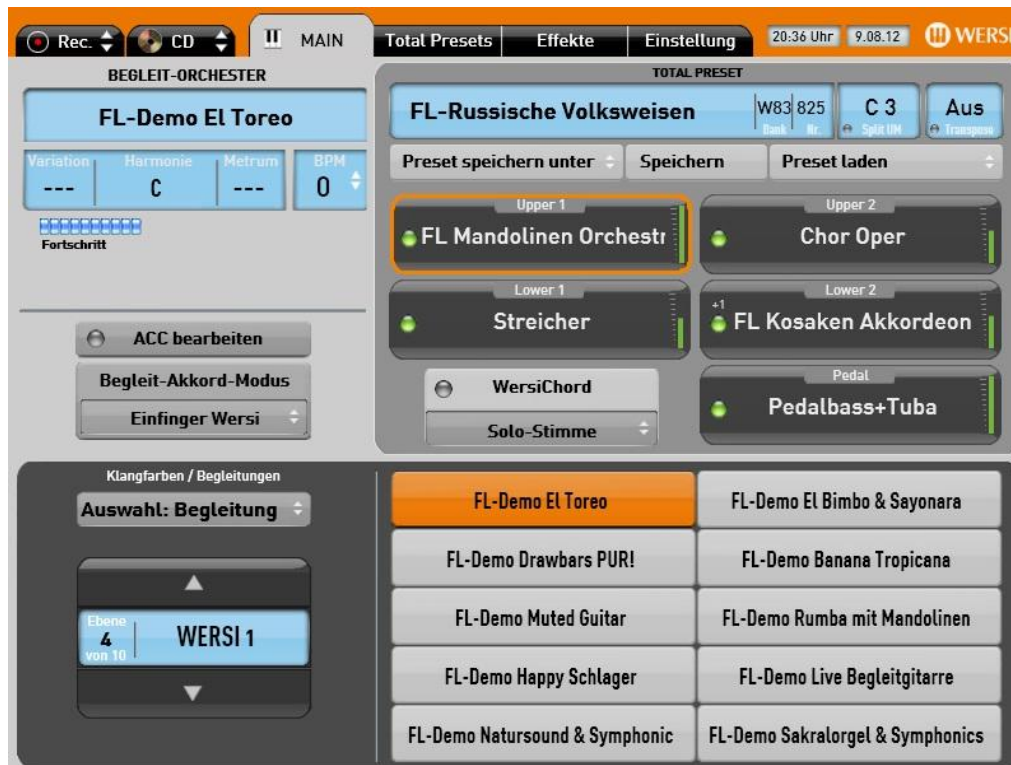 Rec.
CD
MAIN
Total Presets
Effekte
Einstellung
20:36 Uhr
9.08.12
WERSI
BEGLEIT-ORCHESTER
FL-Demo El Toreo
Variation
Harmonie
Metrum
BPM
---
C
---
0
Fortschritt
ACC bearbeiten
Begleit-Akkord-Modus
Einfinger Wersi
TOTAL PRESET
FL-Russische Volksweisen
W83
825
C 3
Aus
Bank
Nr.
Split UM
Transpose
Preset speichern unter
Speichern
Preset laden
Upper 1
FL Mandolinen Orchestr
Upper 2
Chor Oper
Lower 1
Streicher
Lower 2
+1
FL Kosaken Akkordeon
WersiChord
Solo-Stimme
Pedal
Pedalbass+Tuba
Klangfarben / Begleitungen
Auswahl: Begleitung
Ebene
4
von 10
WERSI 1
FL-Demo El Toreo
FL-Demo El Bimbo & Sayonara
FL-Demo Drawbars PUR!
FL-Demo Banana Tropicana
FL-Demo Muted Guitar
FL-Demo Rumba mit Mandolinen
FL-Demo Happy Schlager
FL-Demo Live Begleitgitarre
FL-Demo Natursound & Symphonic
FL-Demo Sakralorgel & Symphonics